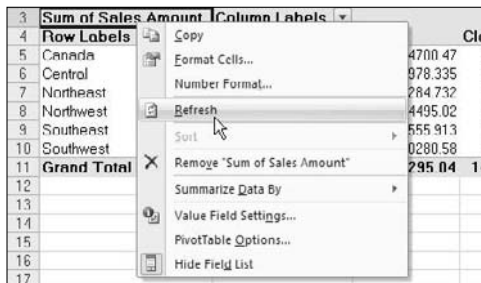 3 Sum of Sales Amount Column Labels
4 Row Labels Cl
5 Canada 4700 47
6 Central 978.335
7 Northeast 284.732
8 Northwest 4495.02
9 Southeast 555 913
10 Southwest 0280.58
11 Grand Total 295.04 1
12
13
14
15
16
17
Copy
Format Cells...
Number Format...
Refresh
Sort
Remove "Sum of Sales Amount"
Summarize Data By
Value Field Settings...
PivotTable Options...
Hide Field List